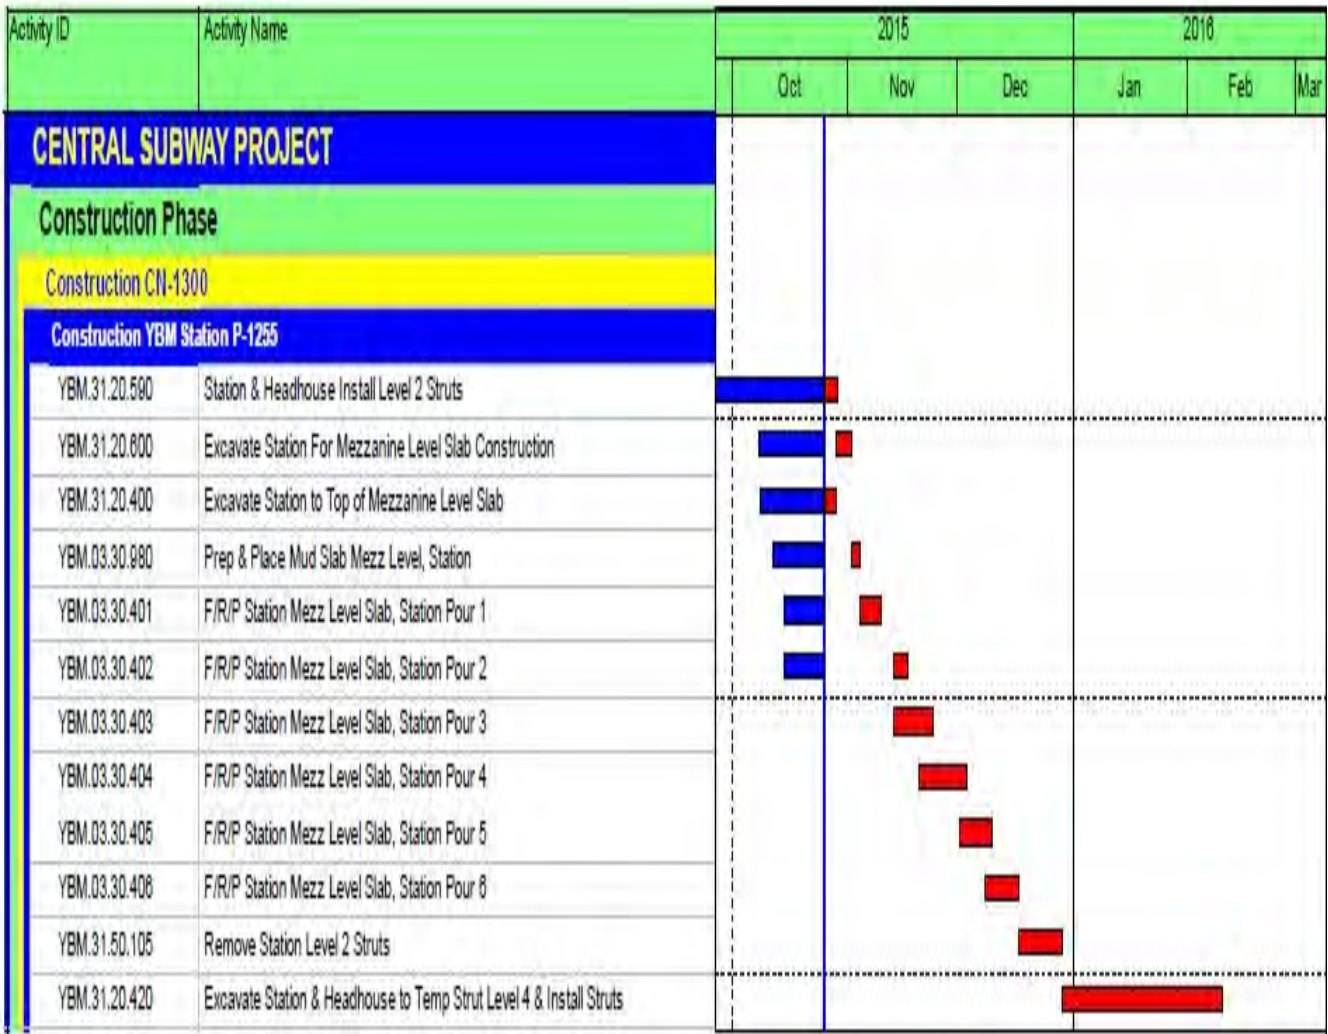 Activity ID Activity Name 2015 2016
Oct Nov Dec Jan Feb Mar
CENTRAL SUBWAY PROJECT
Construction Phase
Construction CN-1300
Construction YBM Station P-1255
YBM.31.20.590 Station & Headhouse Install Level 2 Struts
YBM.31.20.600 Excavate Station For Mezzanine Level Slab Construction
YBM.31.20.400 Excavate Station to Top of Mezzanine Level Slab
YBM.03.30.980 Prep & Place Mud Slab Mezz Level, Station
YBM.03.30.401 F/R/P Station Mezz Level Slab, Station Pour 1
YBM.03.30.402 F/R/P Station Mezz Level Slab, Station Pour 2
YBM.03.30.403 F/R/P Station Mezz Level Slab, Station Pour 3
YBM.03.30.404 F/R/P Station Mezz Level Slab, Station Pour 4
YBM.03.30.405 F/R/P Station Mezz Level Slab, Station Pour 5
YBM.03.30.406 F/R/P Station Mezz Level Slab, Station Pour 6
YBM.31.50.105 Remove Station Level 2 Struts
YBM.31.20.420 Excavate Station & Headhouse to Temp Strut Level 4 & Install Struts